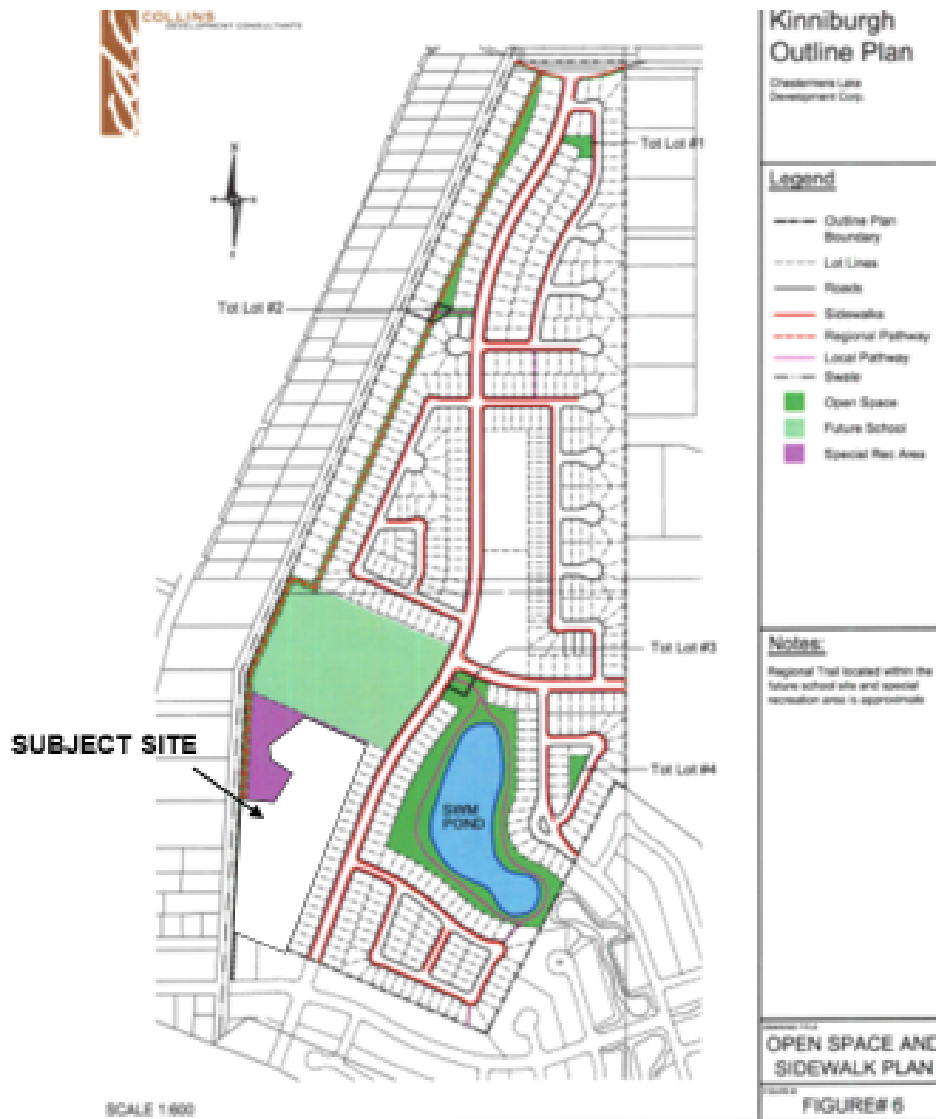 COLLINS
DEVELOPMENT CONSULTANTS
Kinniburgh
Outline Plan
Chestermere Lake
Development Corp.
Legend
Outline Plan
Boundary
Lot Lines
Roads
Sidewalks
Regional Pathway
Local Pathway
Swale
Open Space
Future School
Special Rec Area
Tot Lot #1
Tot Lot #2
Tot Lot #3
Tot Lot #4
SUBJECT SITE
SWM
POND
Notes:
Regional Trail located within the
future school site and special
recreation area is approximate
OPEN SPACE AND
SIDEWALK PLAN
FIGURE# 6
SCALE 1:600